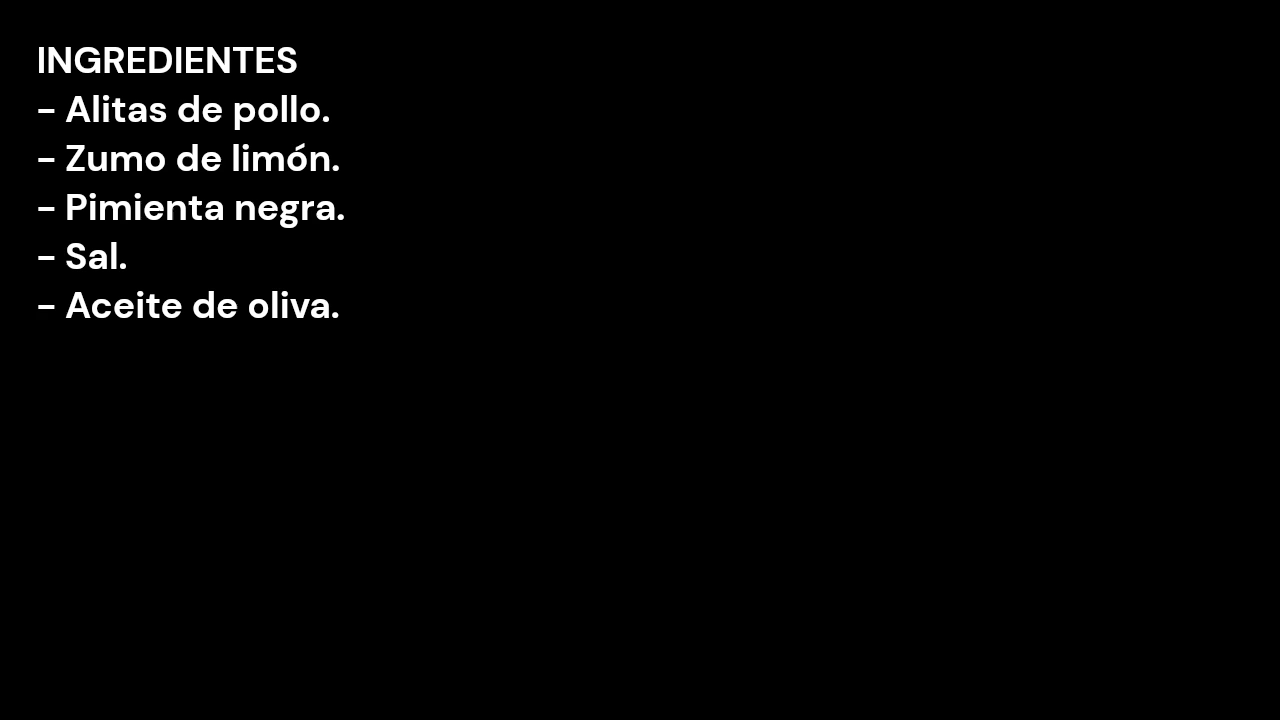 INGREDIENTES
- Alitas de pollo.
- Zumo de limón.
- Pimienta negra.
- Sal.
- Aceite de oliva.